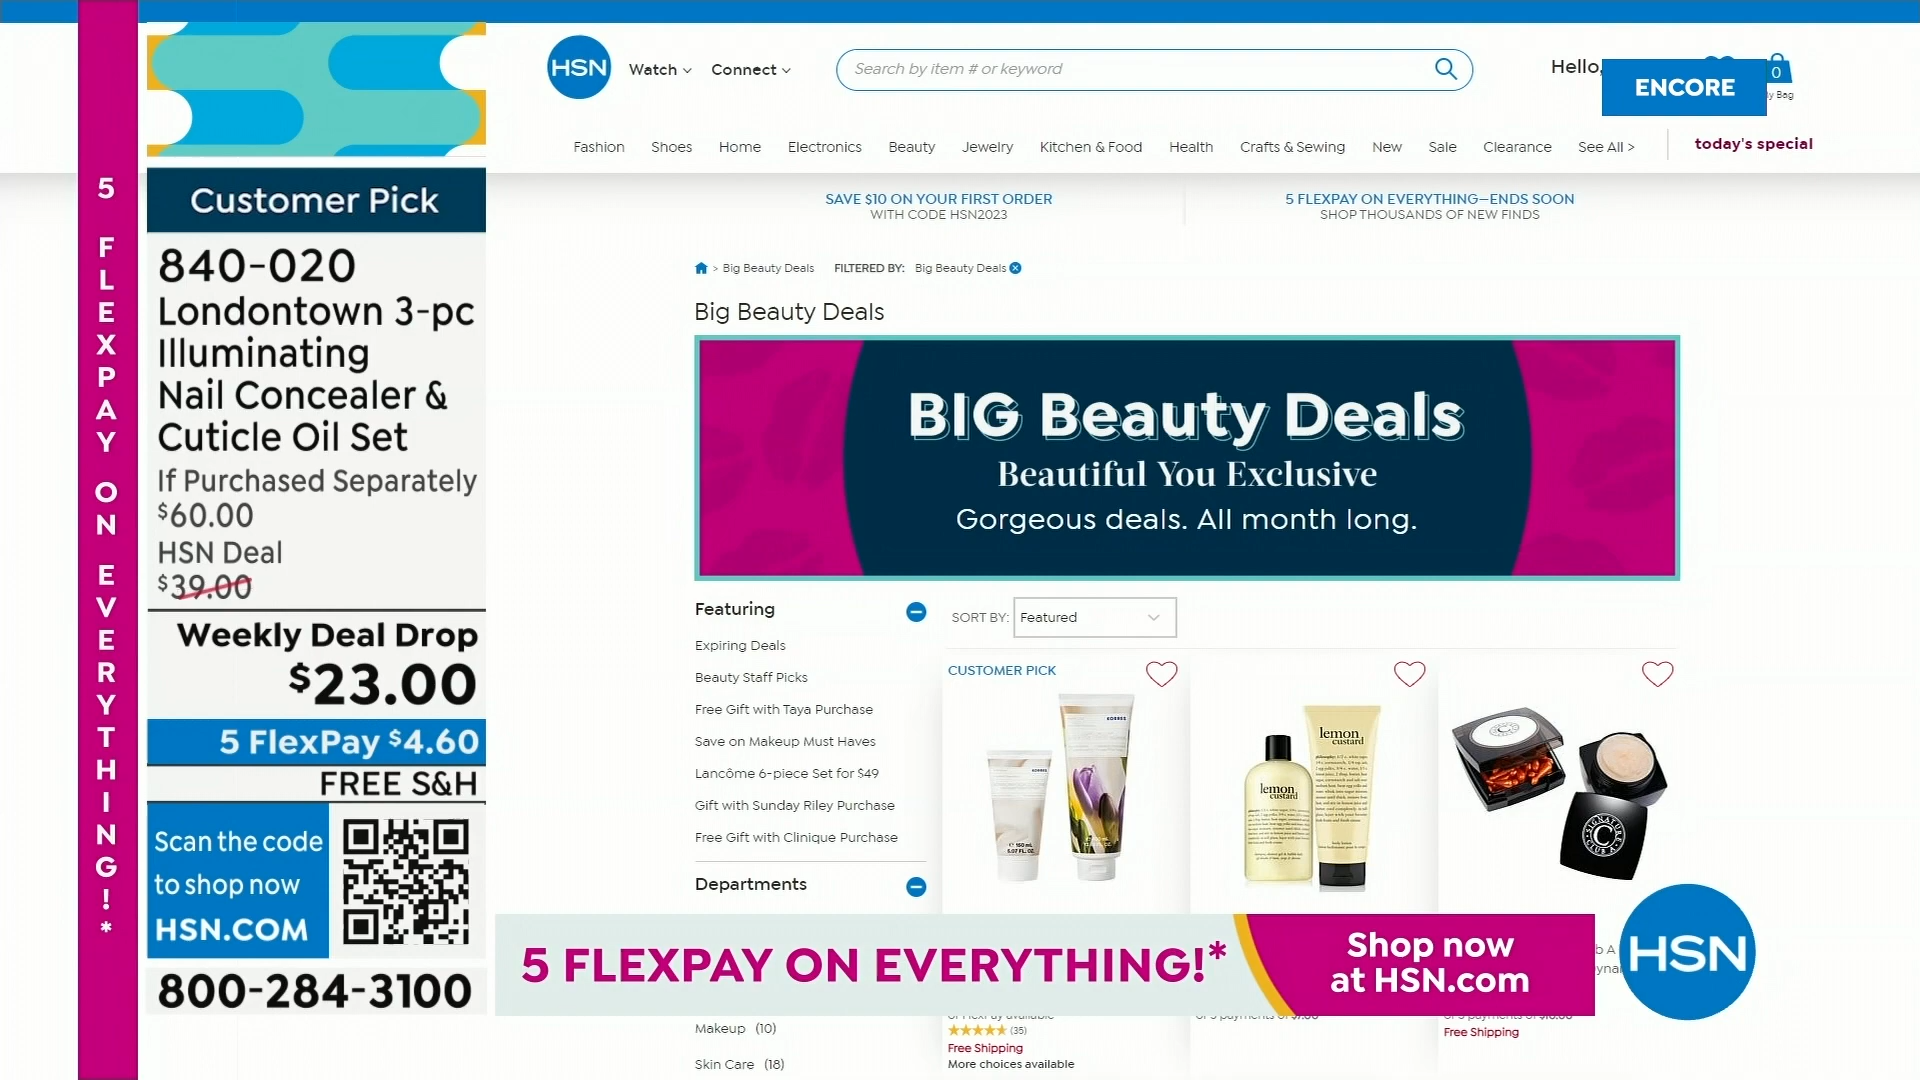 5 FLEXPAY ON EVERYTHING!*
Customer Pick
840-020
Londontown 3-pc
Illuminating
Nail Concealer &
Cuticle Oil Set
If Purchased Separately
$60.00
HSN Deal
$39.00
Weekly Deal Drop
$23.00
5 FlexPay $4.60
FREE S&H
Scan the code
to shop now
HSN.COM
800-284-3100
HSN
Watch
Connect
Search by item # or keyword
Hello,
ENCORE
0
Bag
Fashion Shoes Home Electronics Beauty Jewelry Kitchen & Food Health Crafts & Sewing New Sale Clearance See All >
today's special
SAVE $10 ON YOUR FIRST ORDER
WITH CODE HSN2023
5 FLEXPAY ON EVERYTHING—ENDS SOON
SHOP THOUSANDS OF NEW FINDS
> Big Beauty Deals FILTERED BY: Big Beauty Deals
Big Beauty Deals
BIG Beauty Deals
Beautiful You Exclusive
Gorgeous deals. All month long.
Featuring
Expiring Deals
Beauty Staff Picks
Free Gift with Taya Purchase
Save on Makeup Must Haves
Lancôme 6-piece Set for $49
Gift with Sunday Riley Purchase
Free Gift with Clinique Purchase
Departments
Makeup (10)
Skin Care (18)
SORT BY: Featured
CUSTOMER PICK
KORRES
KORRES
lemon
custard
lemon
custard
SIGNATURE
CLUB A
(35)
Free Shipping
More choices available
Free Shipping
5 FLEXPAY ON EVERYTHING!*
Shop now
at HSN.com
HSN